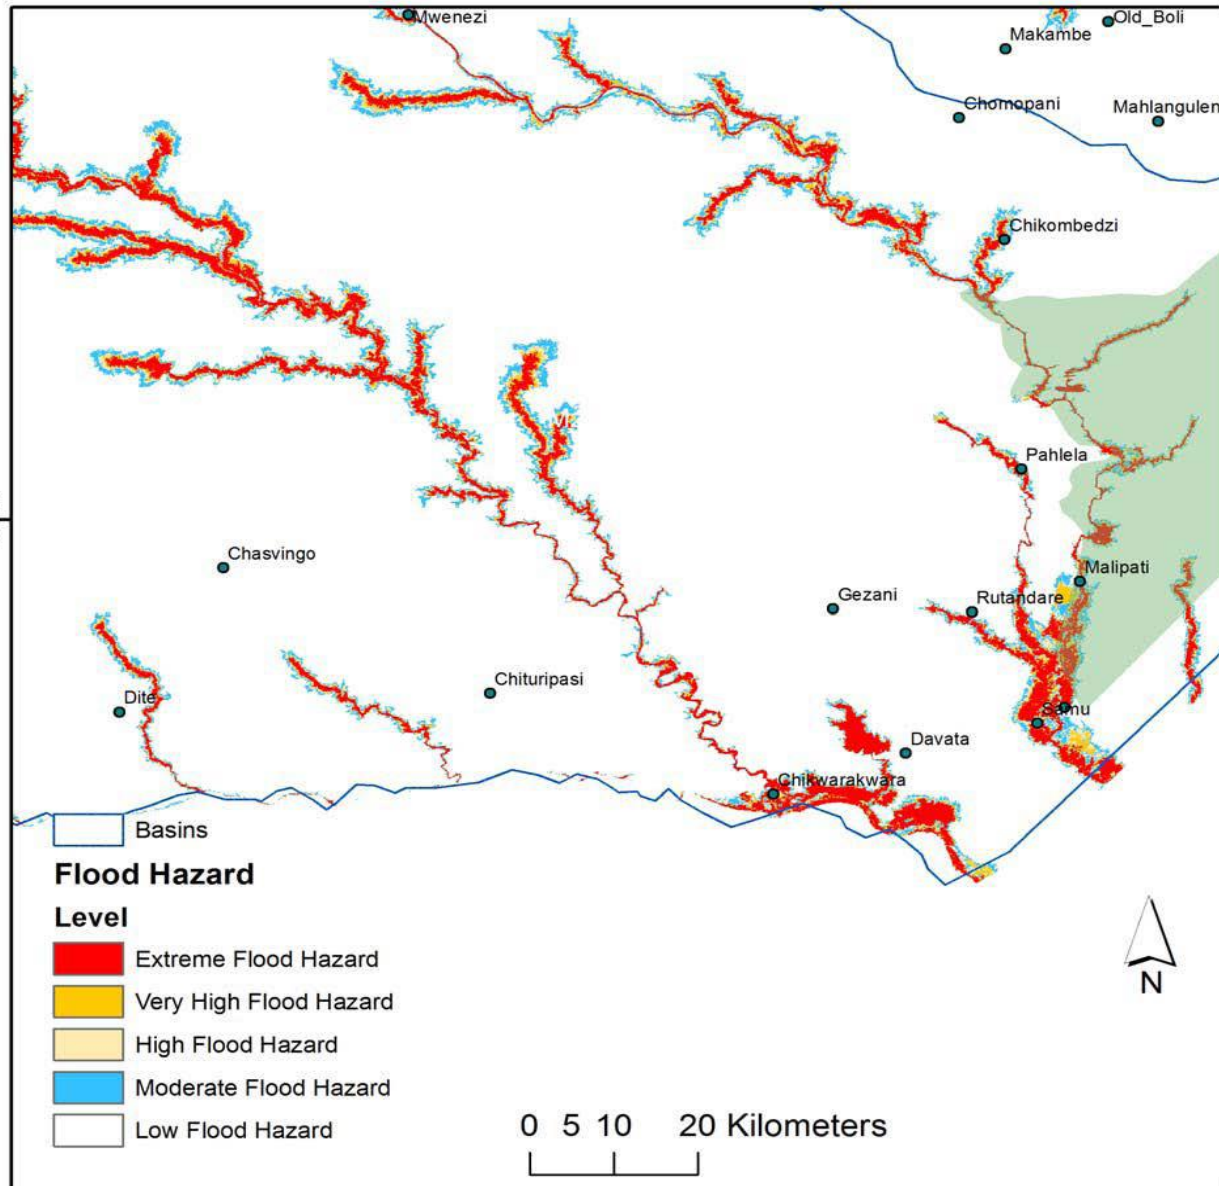 Mwenezi
Old_Boli
Makambe
Chomopani
Mahlangulen
Chikombedzi
Pahlela
Chasvingo
Malipati
Gezani
Rutandare
Chituripasi
Dite
Samu
Davata
Chikwarakwara
Basins
Flood Hazard
Level
Extreme Flood Hazard
Very High Flood Hazard
High Flood Hazard
Moderate Flood Hazard
Low Flood Hazard
N
0 5 10 20 Kilometers